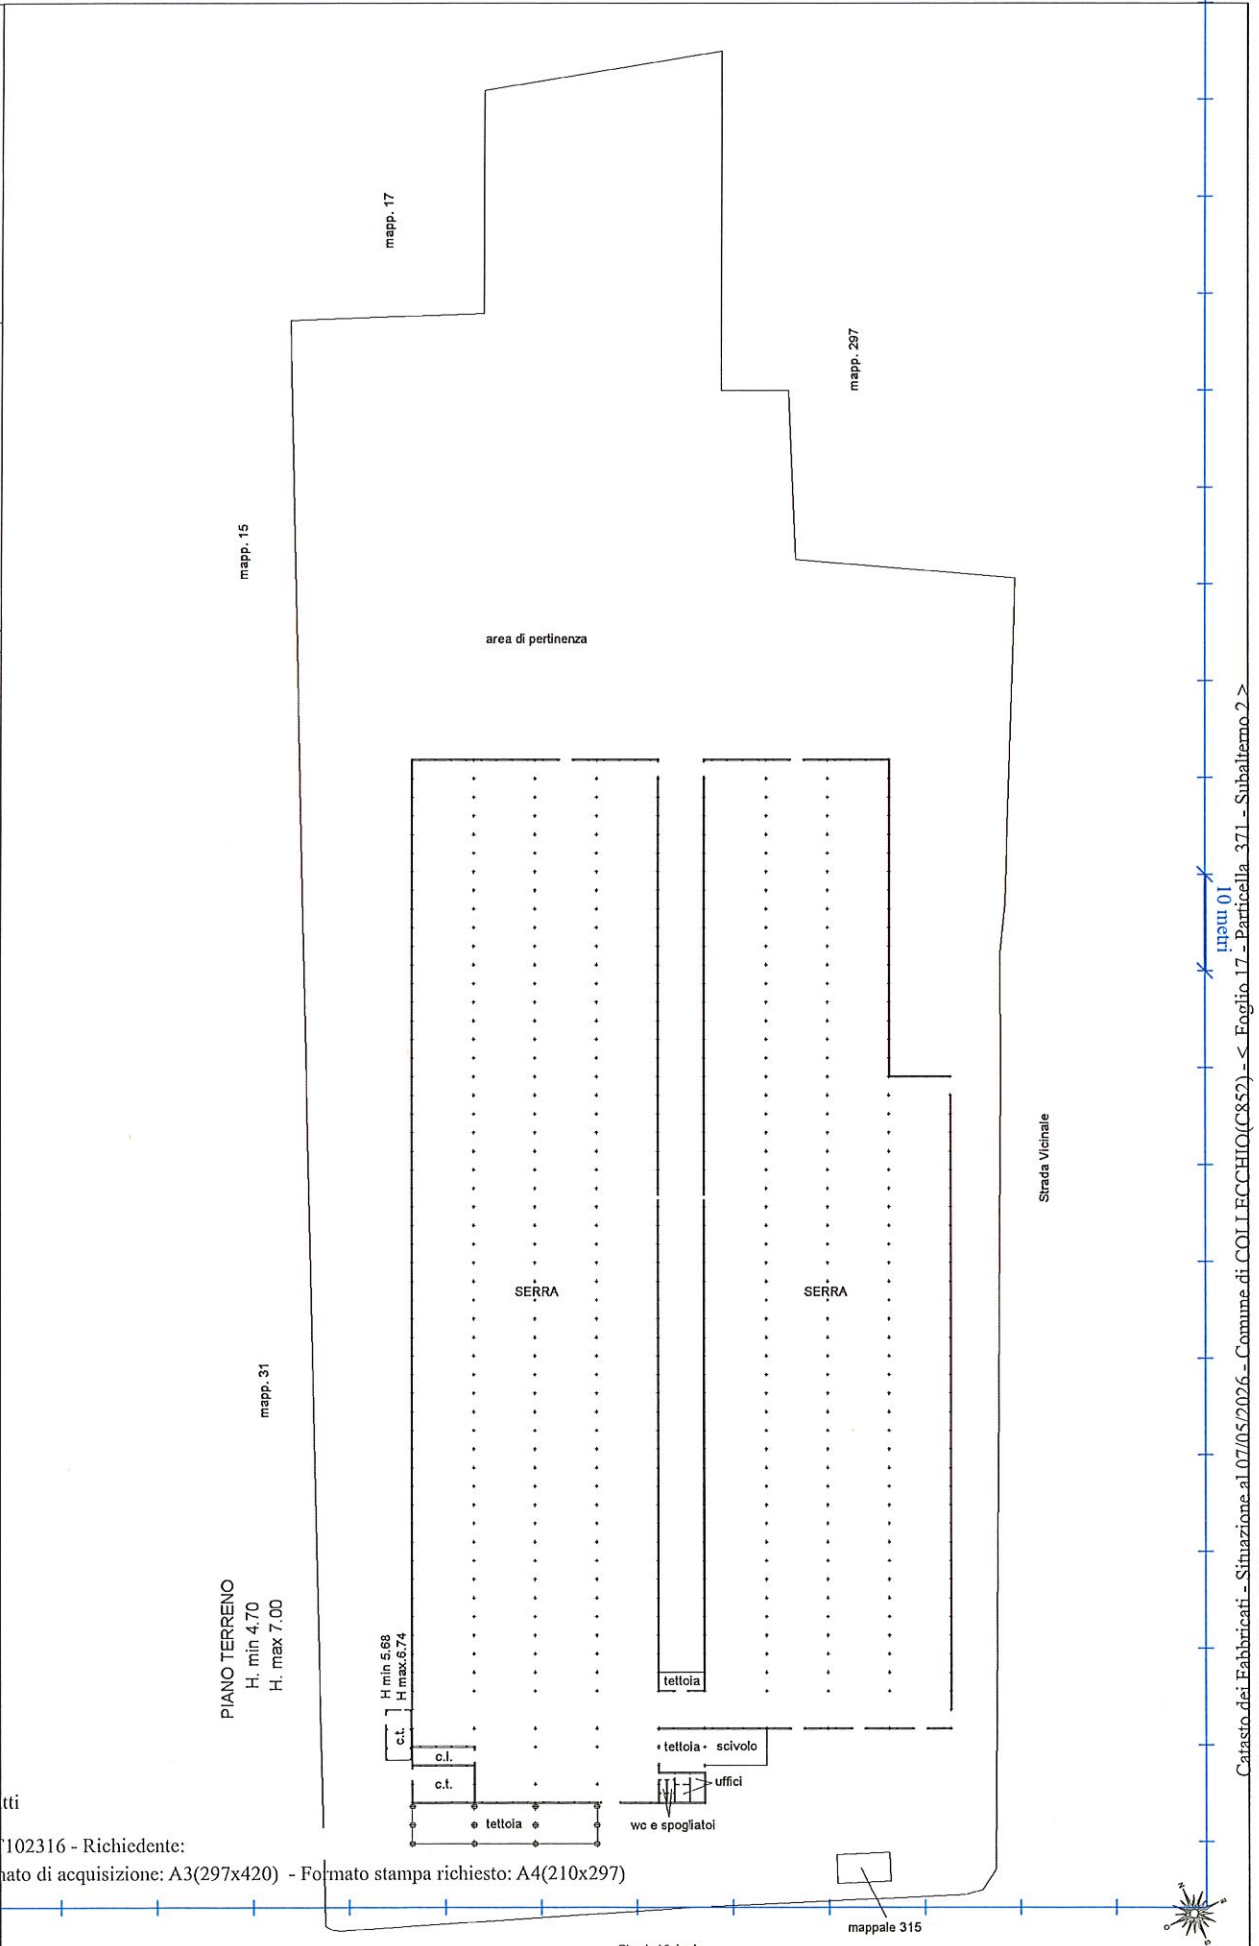 mapp. 17
mapp. 297
mapp. 15
area di pertinenza
10 metri
Catasto dei Fabbricati - Situazione al 07/05/2026 - Comune di COLLECCHIO(C852) - < Foglio 17 - Particella 371 - Subalterno 2 >
Strada Vicinale
SERRA
SERRA
mapp. 31
PIANO TERRENO
H. min 4.70
H. max 7.00
H min 5.68
H max.6.74
tettoia
c.t.
c.l.
tettoia
scivolo
c.t.
uffici
tettoia
wc e spogliatoi
tti
102316 - Richiedente:
ato di acquisizione: A3(297x420) - Formato stampa richiesto: A4(210x297)
mappale 315
N
E
S
O